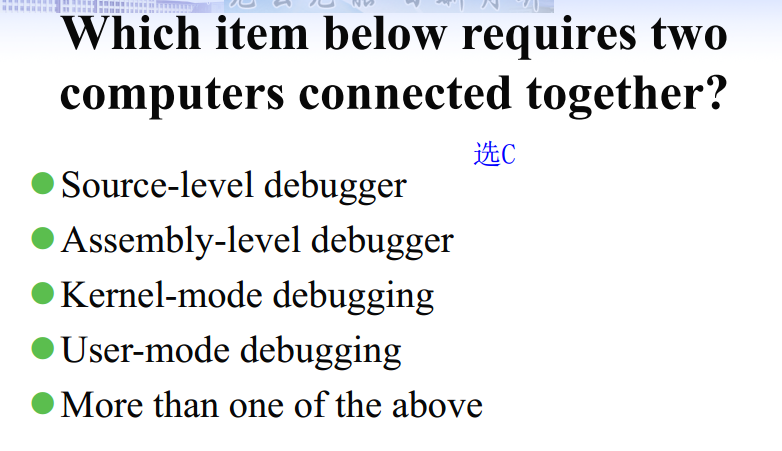 Which item below requires two
computers connected together?
选C
Source-level debugger
Assembly-level debugger
Kernel-mode debugging
User-mode debugging
More than one of the above